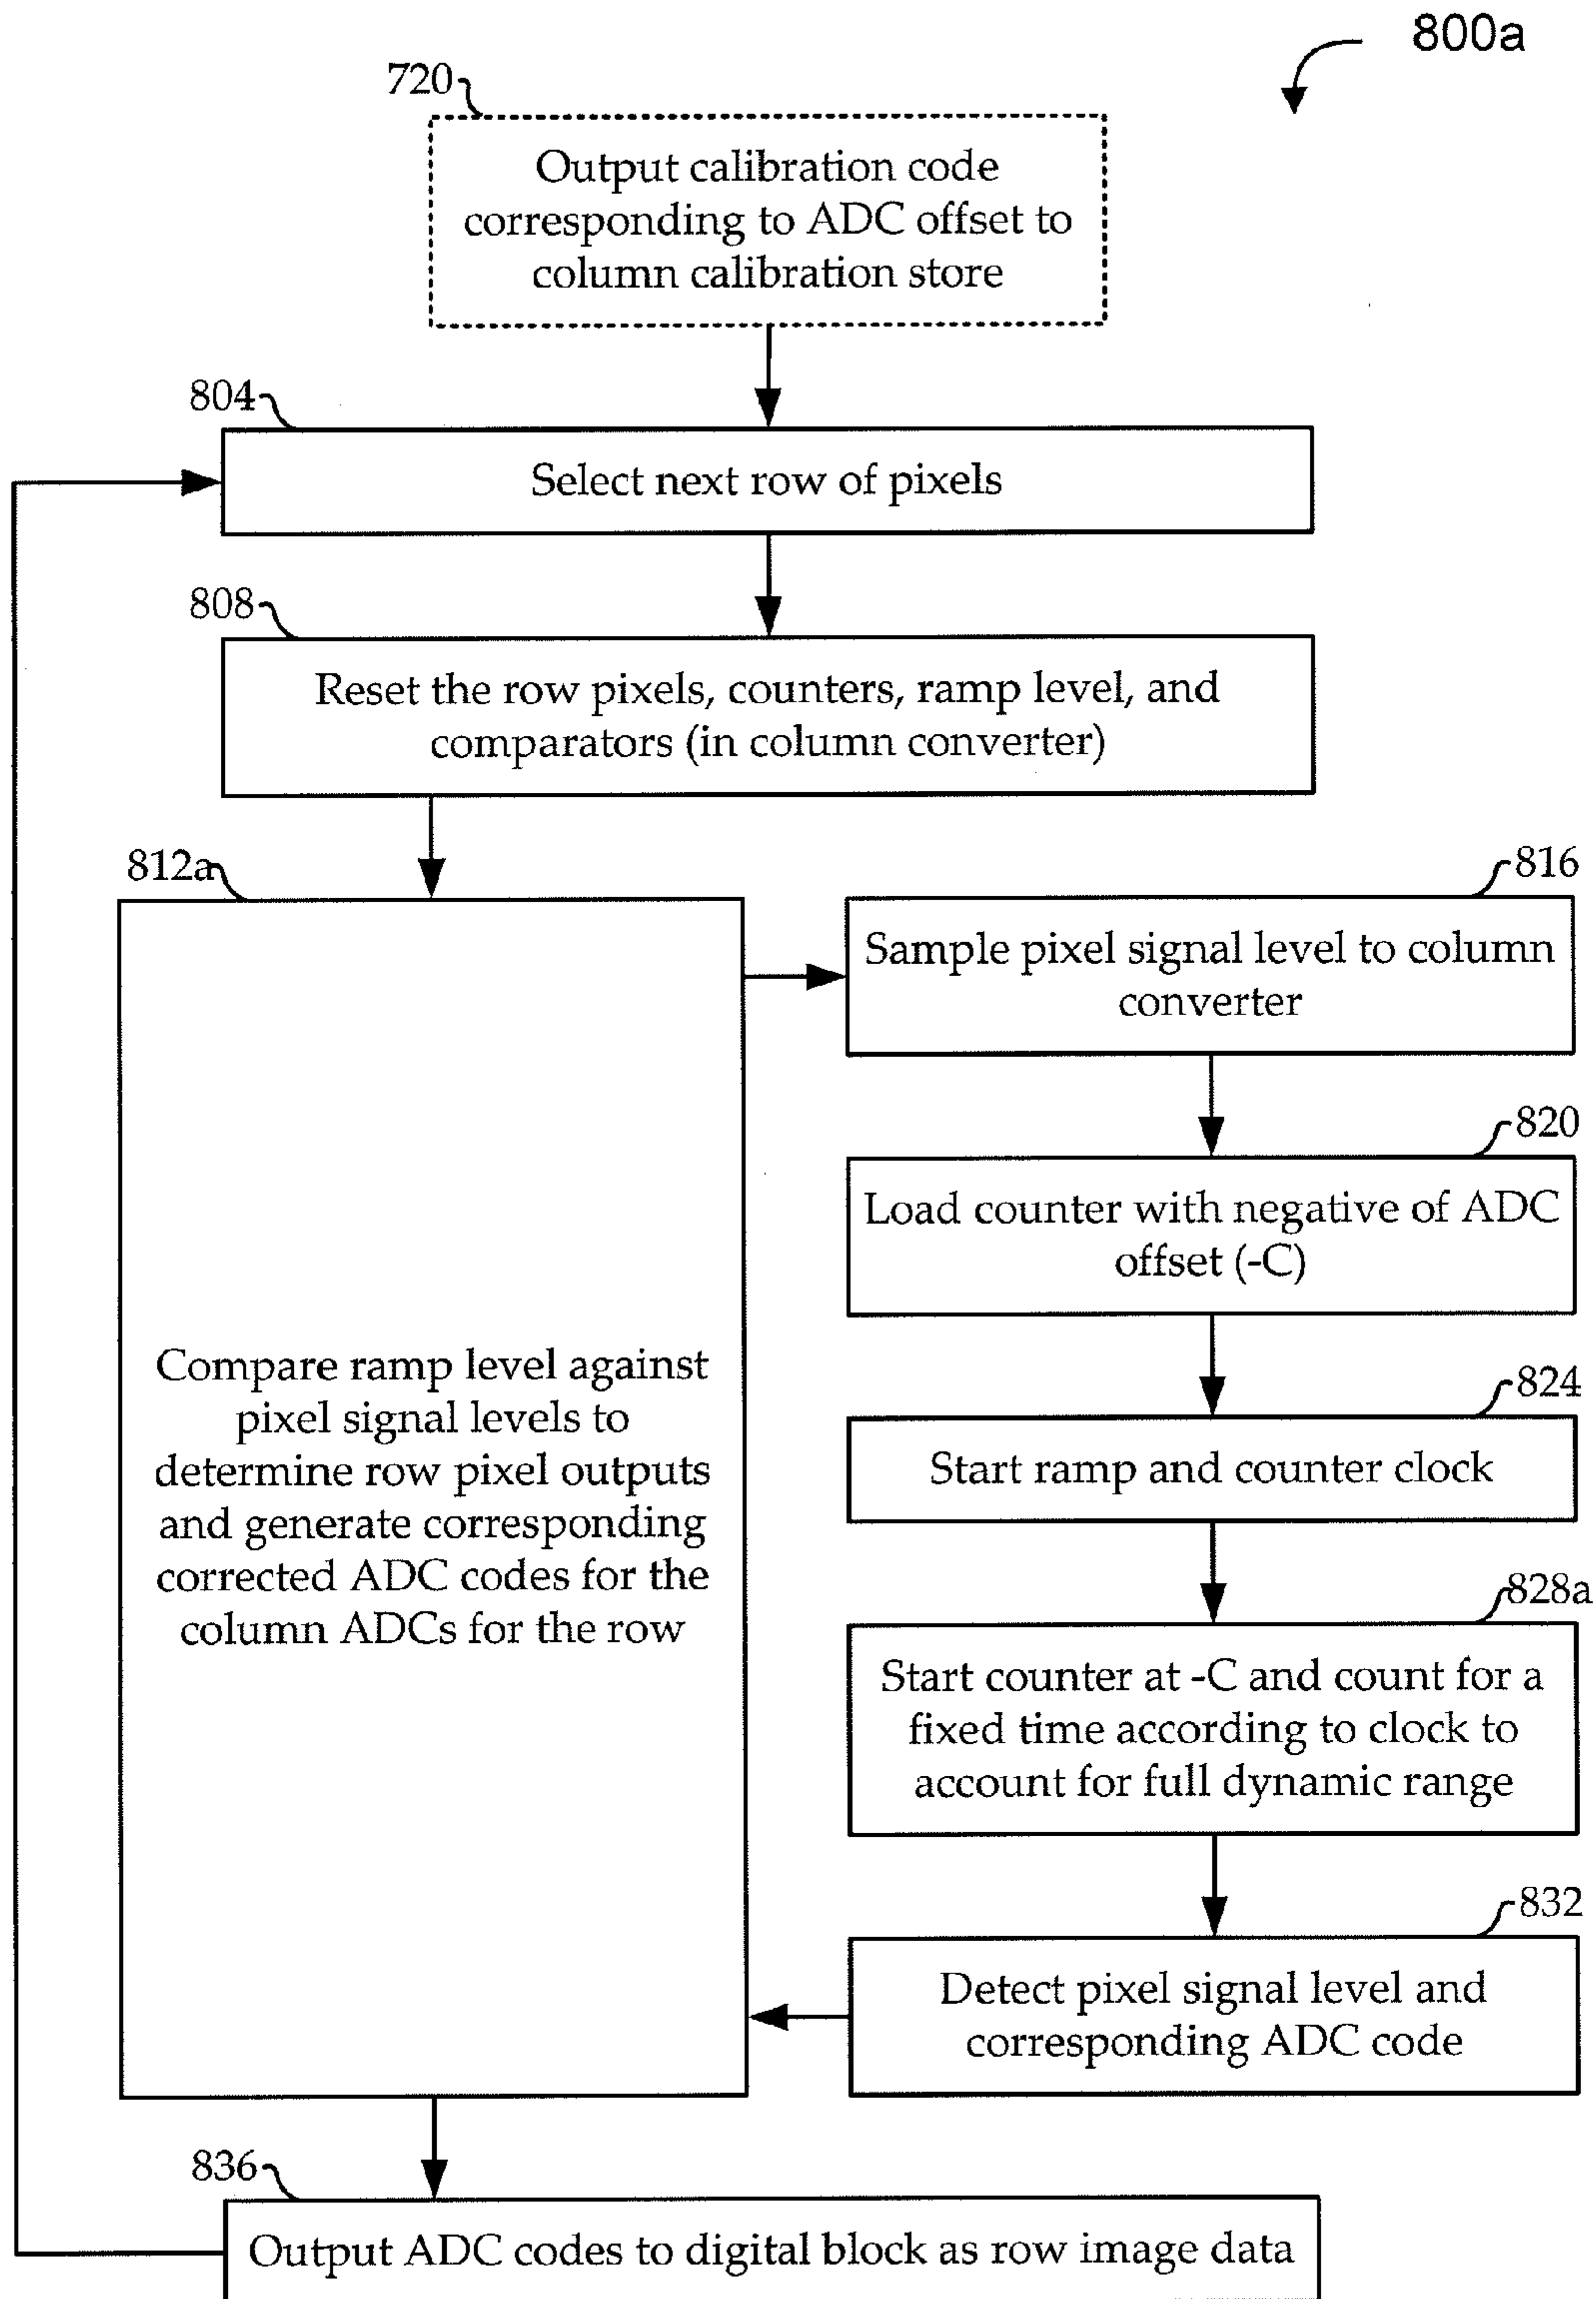 800a
720
Output calibration code
corresponding to ADC offset to
column calibration store
804
Select next row of pixels
808
Reset the row pixels, counters, ramp level, and
comparators (in column converter)
812a
Compare ramp level against
pixel signal levels to
determine row pixel outputs
and generate corresponding
corrected ADC codes for the
column ADCs for the row
816
Sample pixel signal level to column
converter
820
Load counter with negative of ADC
offset (-C)
824
Start ramp and counter clock
828a
Start counter at -C and count for a
fixed time according to clock to
account for full dynamic range
832
Detect pixel signal level and
corresponding ADC code
836
Output ADC codes to digital block as row image data